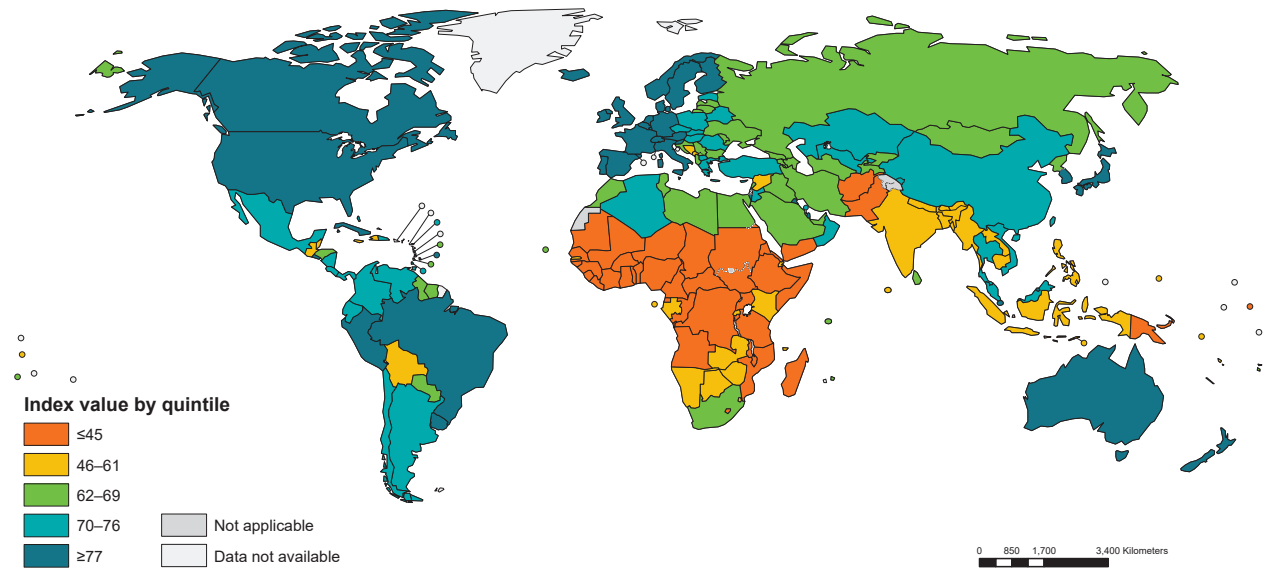 Index value by quintile
≤45
46–61
62–69
70–76
≥77
Not applicable
Data not available
0 850 1,700 3,400 Kilometers